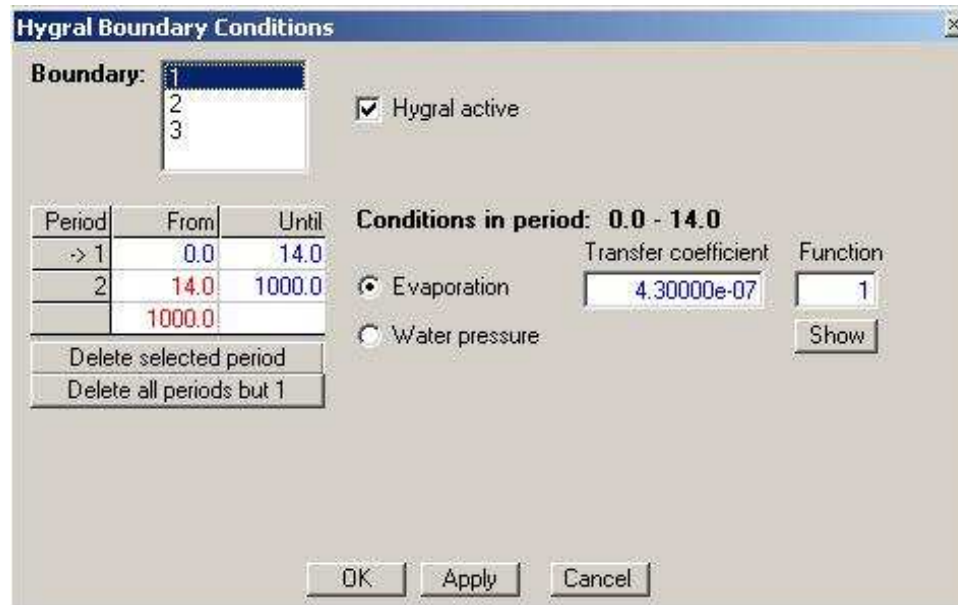 Hygral Boundary Conditions
Boundary:
1
2
3
Hygral active
Period From Until
-> 1 0.0 14.0
2 14.0 1000.0
1000.0
Delete selected period
Delete all periods but 1
Conditions in period: 0.0 - 14.0
Transfer coefficient Function
Evaporation 4.30000e-07 1
Water pressure Show
OK Apply Cancel